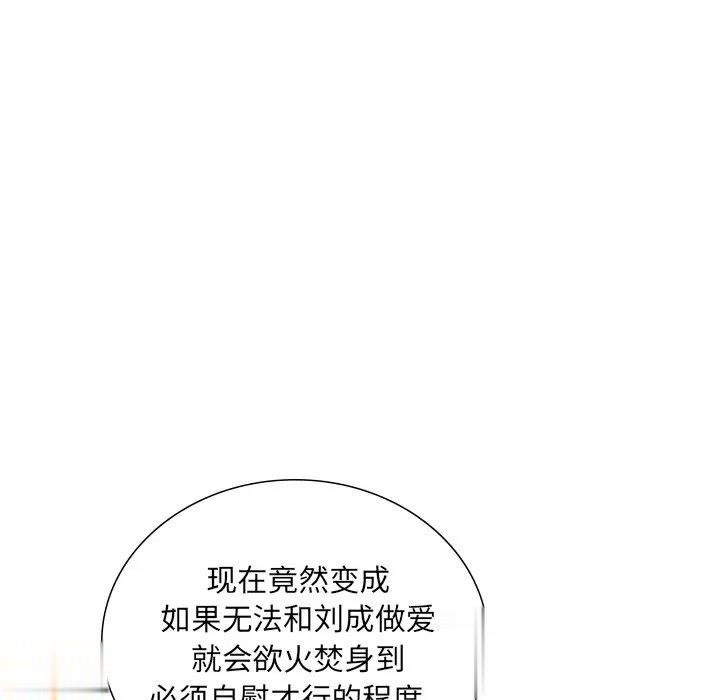 现在竟然变成
如果无法和刘成做爱
就会欲火焚身到
必须自慰才行的程度